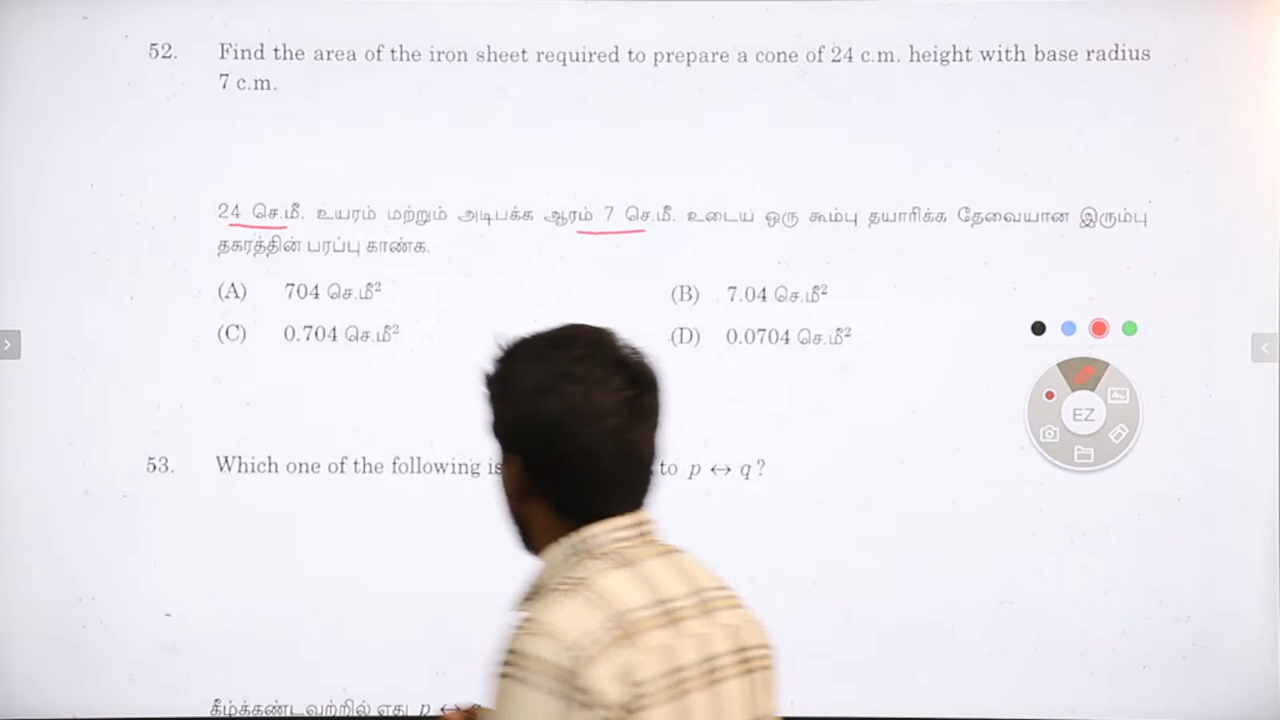 52. Find the area of the iron sheet required to prepare a cone of 24 c.m. height with base radius
7 c.m.
24 செ.மீ. உயரம் மற்றும் அடிபக்க ஆரம் 7 செ.மீ. உடைய ஒரு கூம்பு தயாரிக்க தேவையான இரும்பு
தகரத்தின் பரப்பு காண்க.
(A) 704 செ.மீ² (B) 7.04 செ.மீ²
(C) 0.704 செ.மீ² (D) 0.0704 செ.மீ²
EZ
53. Which one of the following is to p ↔ q ?
கீழ்க்கண்டவற்றில் எது p ↔